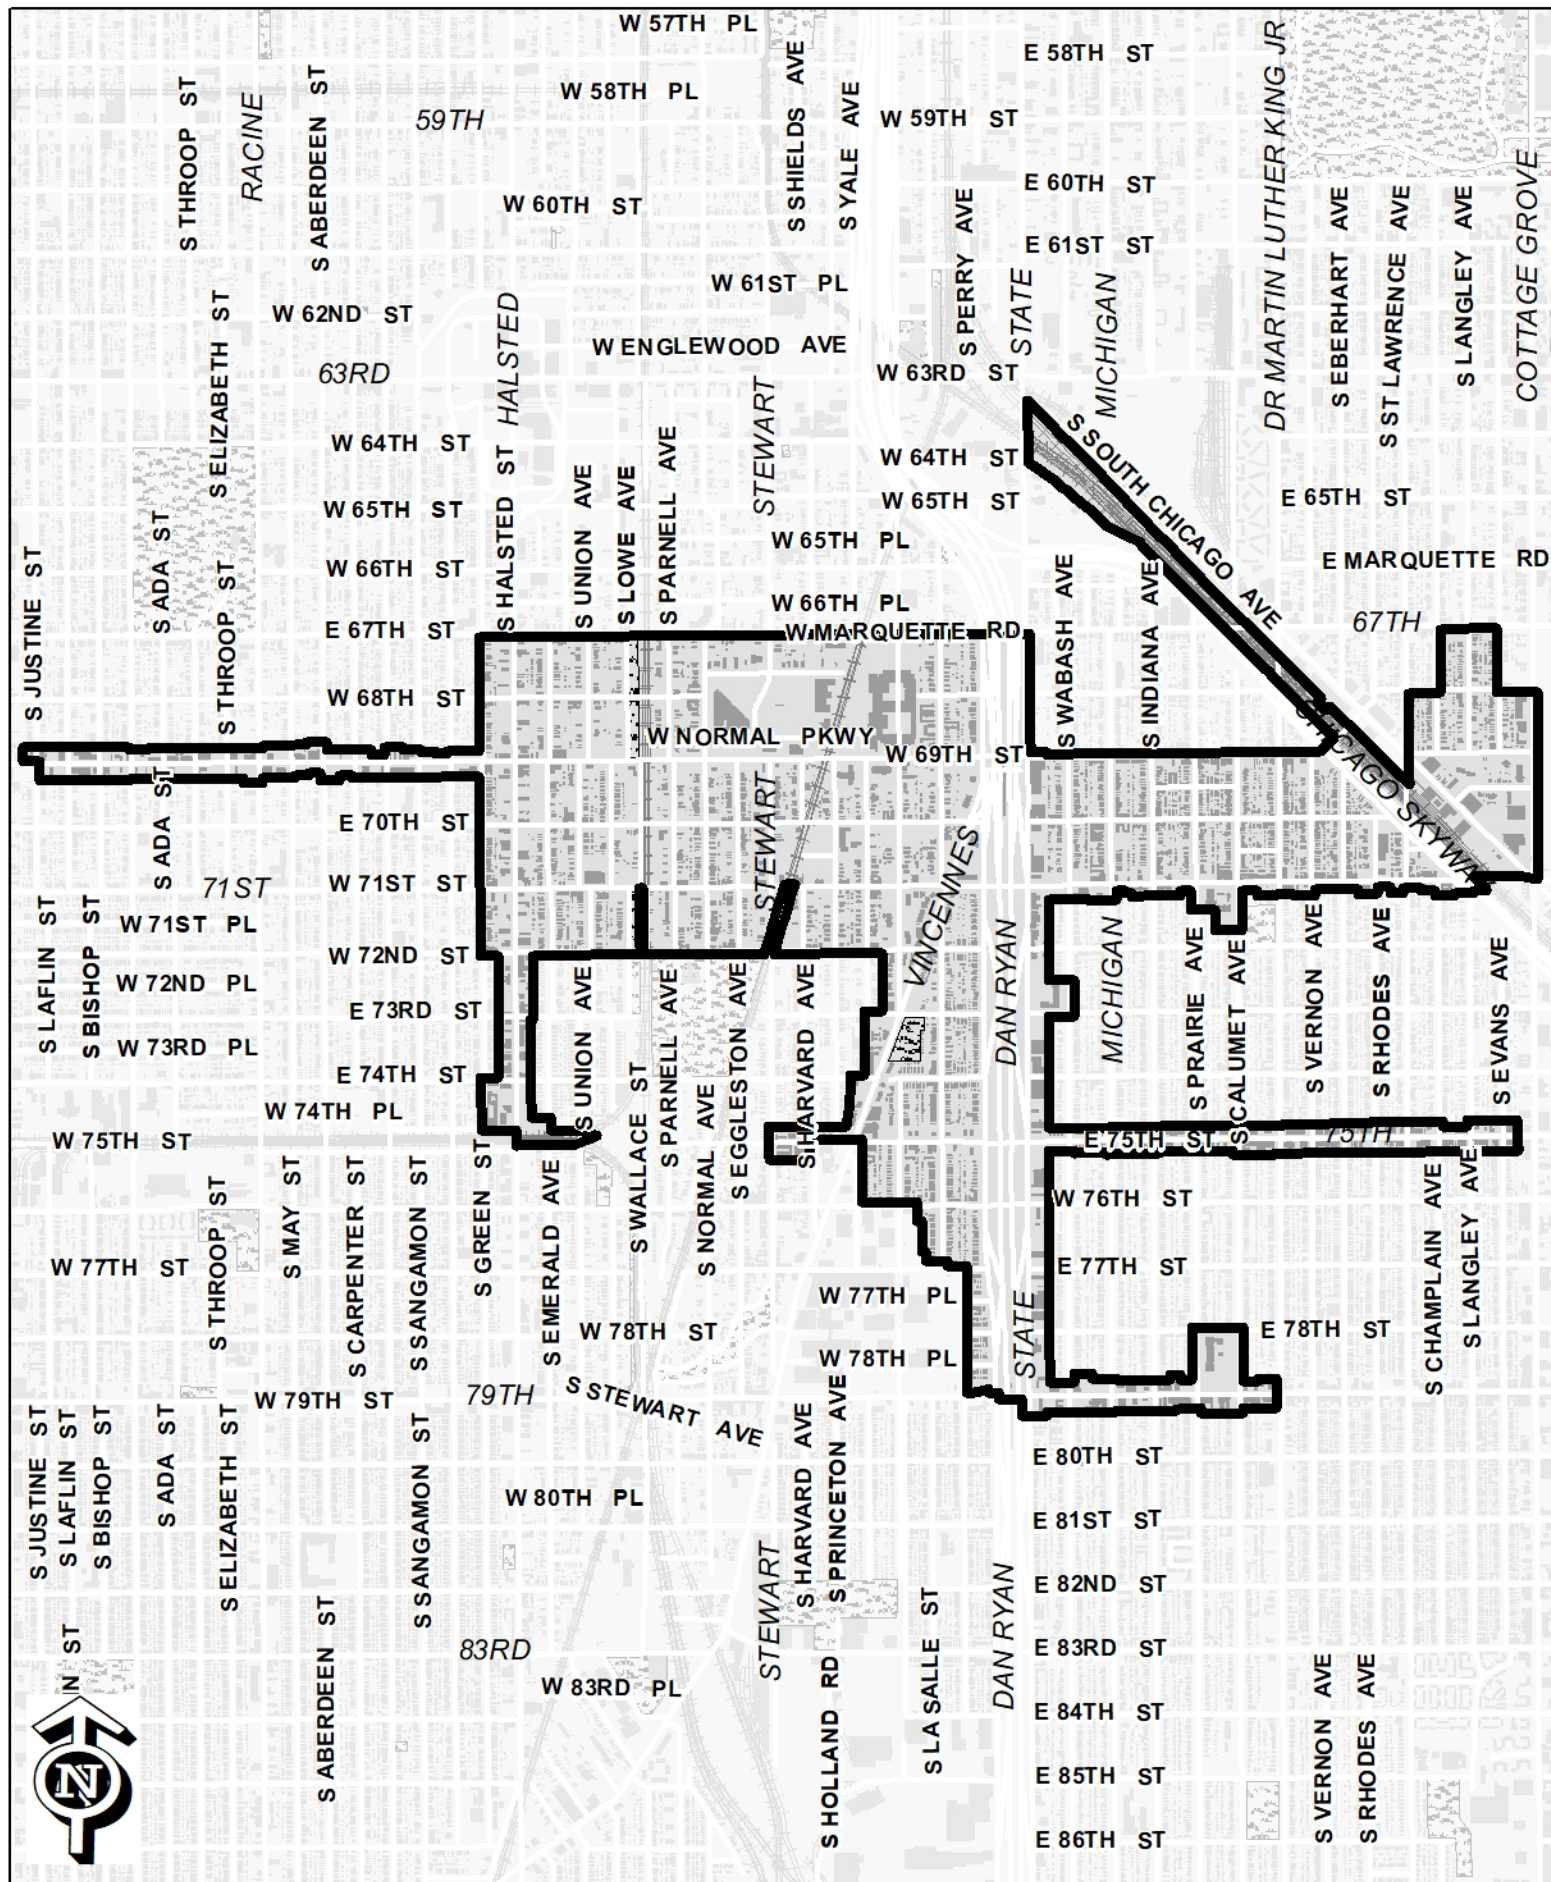 W 57TH PL
E 58TH ST
W 58TH PL
59TH
W 59TH ST
S THROOP ST
RACINE
S ABERDEEN ST
S SHIELDS AVE
S YALE AVE
DR MARTIN LUTHER KING JR
COTTAGE GROVE
E 60TH ST
W 60TH ST
E 61ST ST
S PERRY AVE
STATE
MICHIGAN
S EBERHART AVE
S ST LAWRENCE AVE
S LANGLEY AVE
W 61ST PL
W 62ND ST
S ELIZABETH ST
HALSTED
W ENGLEWOOD AVE
63RD
W 63RD ST
STEWART
W 64TH ST
W 64TH ST
S SOUTH CHICAGO AVE
W 65TH ST
W 65TH ST
E 65TH ST
S JUSTINE ST
S ADA ST
S THROOP ST
S HALSTED ST
S UNION AVE
S LOWE AVE
S PARNELL AVE
W 65TH PL
E MARQUETTE RD
W 66TH ST
W 66TH PL
S WABASH AVE
S INDIANA AVE
67TH
E 67TH ST
W MARQUETTE RD
W 68TH ST
W NORMAL PKWY
W 69TH ST
CHICAGO SKYWAY
S ADA ST
E 70TH ST
STEWART
VINCENNES
71ST
W 71ST ST
S LAFLIN ST
S BISHOP ST
W 71ST PL
W 72ND ST
W 72ND PL
E 73RD ST
W 73RD PL
S UNION AVE
S PARNELL AVE
S EGGLESTON AVE
S HARVARD AVE
DAN RYAN
MICHIGAN
S PRAIRIE AVE
S CALUMET AVE
S VERNON AVE
S RHODES AVE
S EVANS AVE
E 74TH ST
W 74TH PL
S WALLACE ST
S NORMAL AVE
W 75TH ST
E 75TH ST
75TH
S THROOP ST
S MAY ST
S CARPENTER ST
S SANGAMON ST
S GREEN ST
S EMERALD AVE
W 76TH ST
S CHAMPLAIN AVE
S LANGLEY AVE
W 77TH ST
E 77TH ST
W 77TH PL
STATE
W 78TH ST
E 78TH ST
W 78TH PL
W 79TH ST
79TH
S STEWART AVE
S JUSTINE ST
S LAFLIN ST
S BISHOP ST
S ADA ST
S ELIZABETH ST
S SANGAMON ST
S HARVARD AVE
S PRINCETON AVE
E 80TH ST
W 80TH PL
E 81ST ST
STEWART
DAN RYAN
E 82ND ST
S LA SALLE ST
S ABERDEEN ST
83RD
E 83RD ST
N ST
W 83RD PL
S HOLLAND RD
S VERNON AVE
S RHODES AVE
E 84TH ST
N
E 85TH ST
E 86TH ST